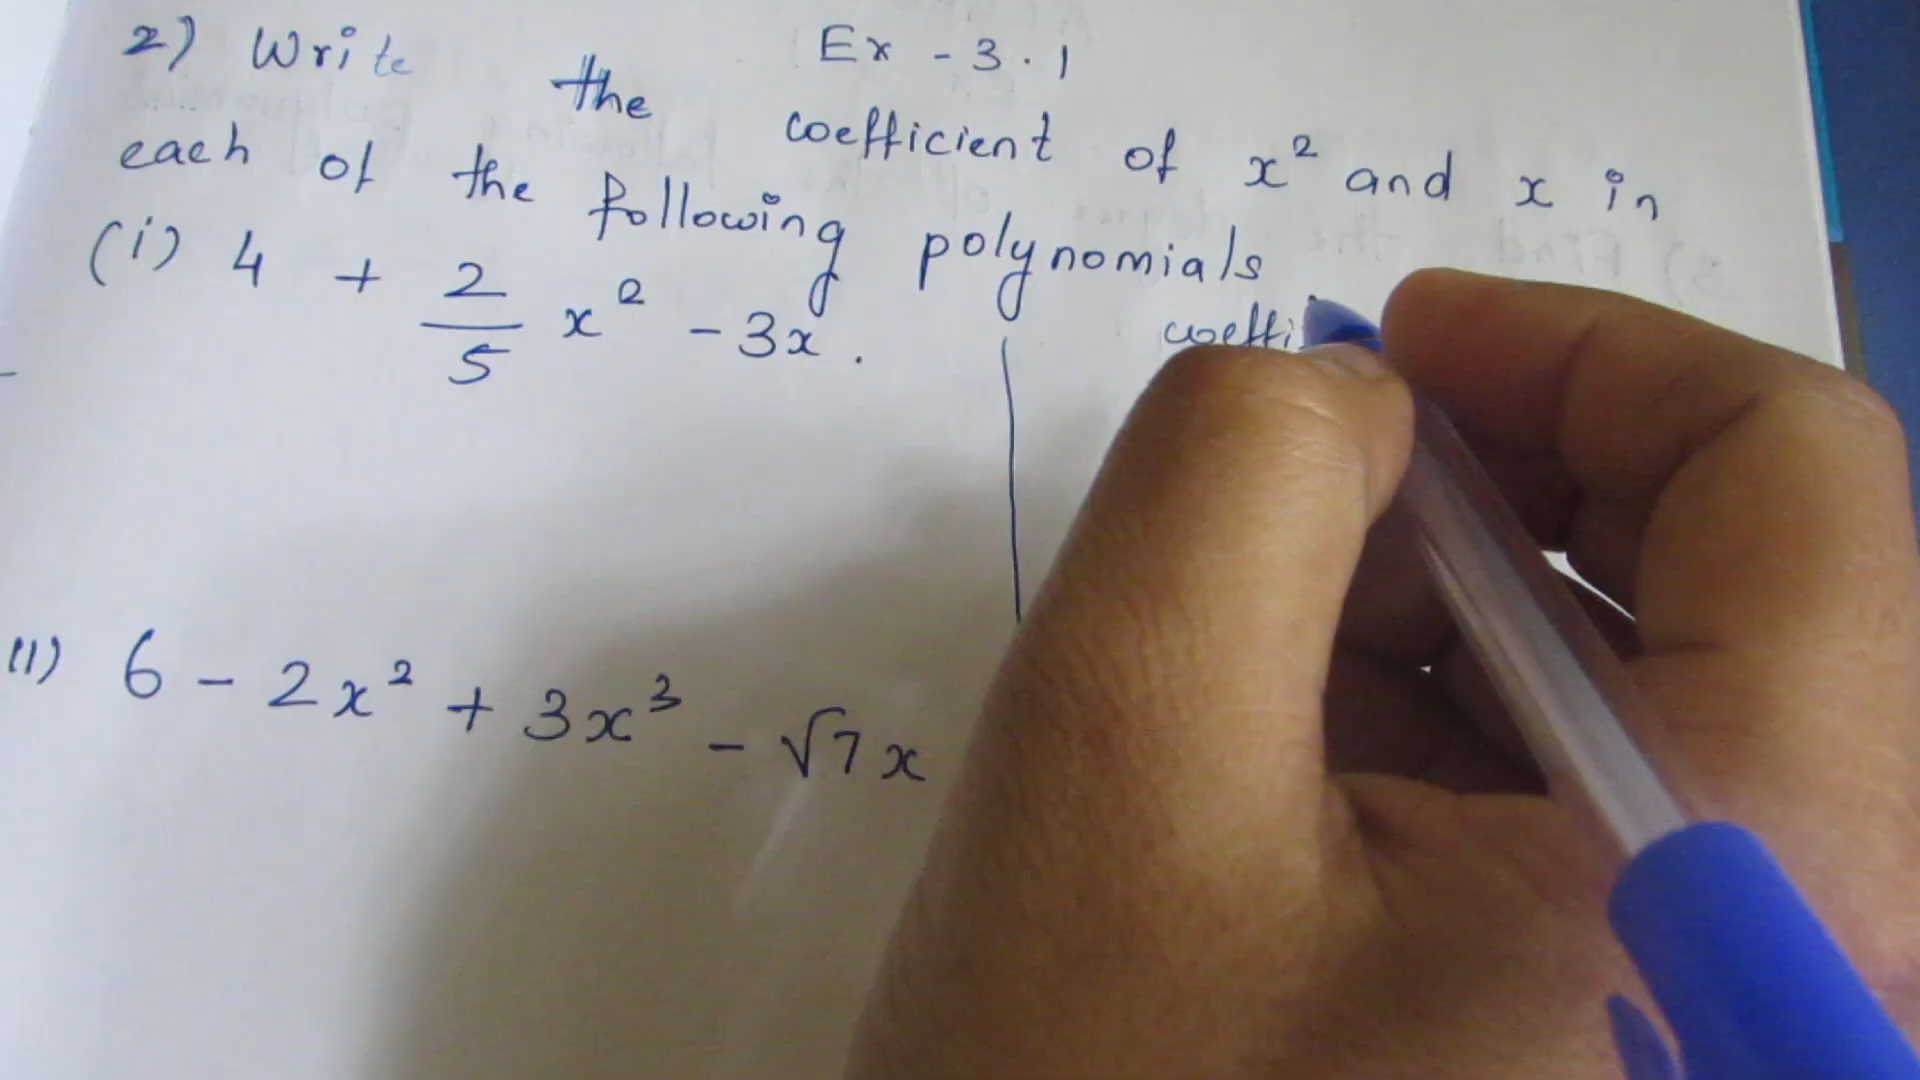 Ex - 3.1
2) Write the coefficient of x² and x in
each of the following polynomials
(i) 4 + 2/5 x² - 3x.
coeffi
(ii) 6 - 2x² + 3x³ - √7x